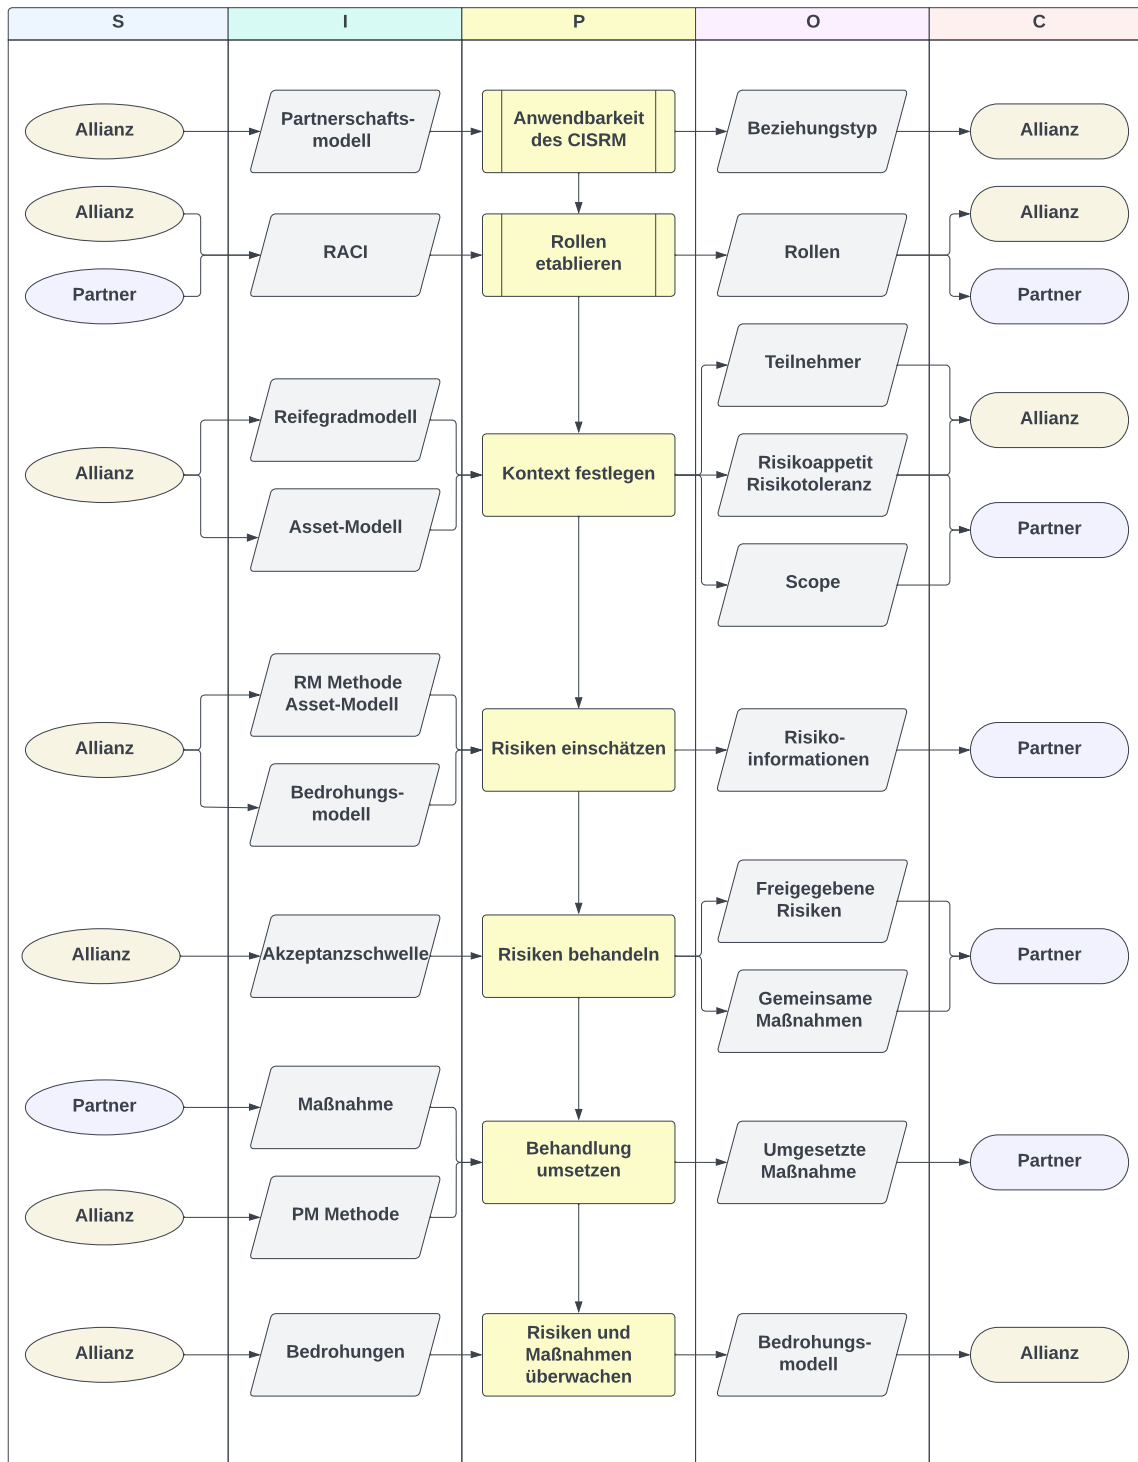 S
I
P
O
C
Allianz
Partnerschafts-
modell
Anwendbarkeit
des CISRM
Beziehungstyp
Allianz
Allianz
Partner
RACI
Rollen
etablieren
Rollen
Allianz
Partner
Allianz
Reifegradmodell
Asset-Modell
Kontext festlegen
Teilnehmer
Risikoappetit
Risikotoleranz
Scope
Allianz
Partner
Allianz
RM Methode
Asset-Modell
Bedrohungs-
modell
Risiken einschätzen
Risiko-
informationen
Partner
Allianz
Akzeptanzschwelle
Risiken behandeln
Freigegebene
Risiken
Gemeinsame
Maßnahmen
Partner
Partner
Allianz
Maßnahme
PM Methode
Behandlung
umsetzen
Umgesetzte
Maßnahme
Partner
Allianz
Bedrohungen
Risiken und
Maßnahmen
überwachen
Bedrohungs-
modell
Allianz